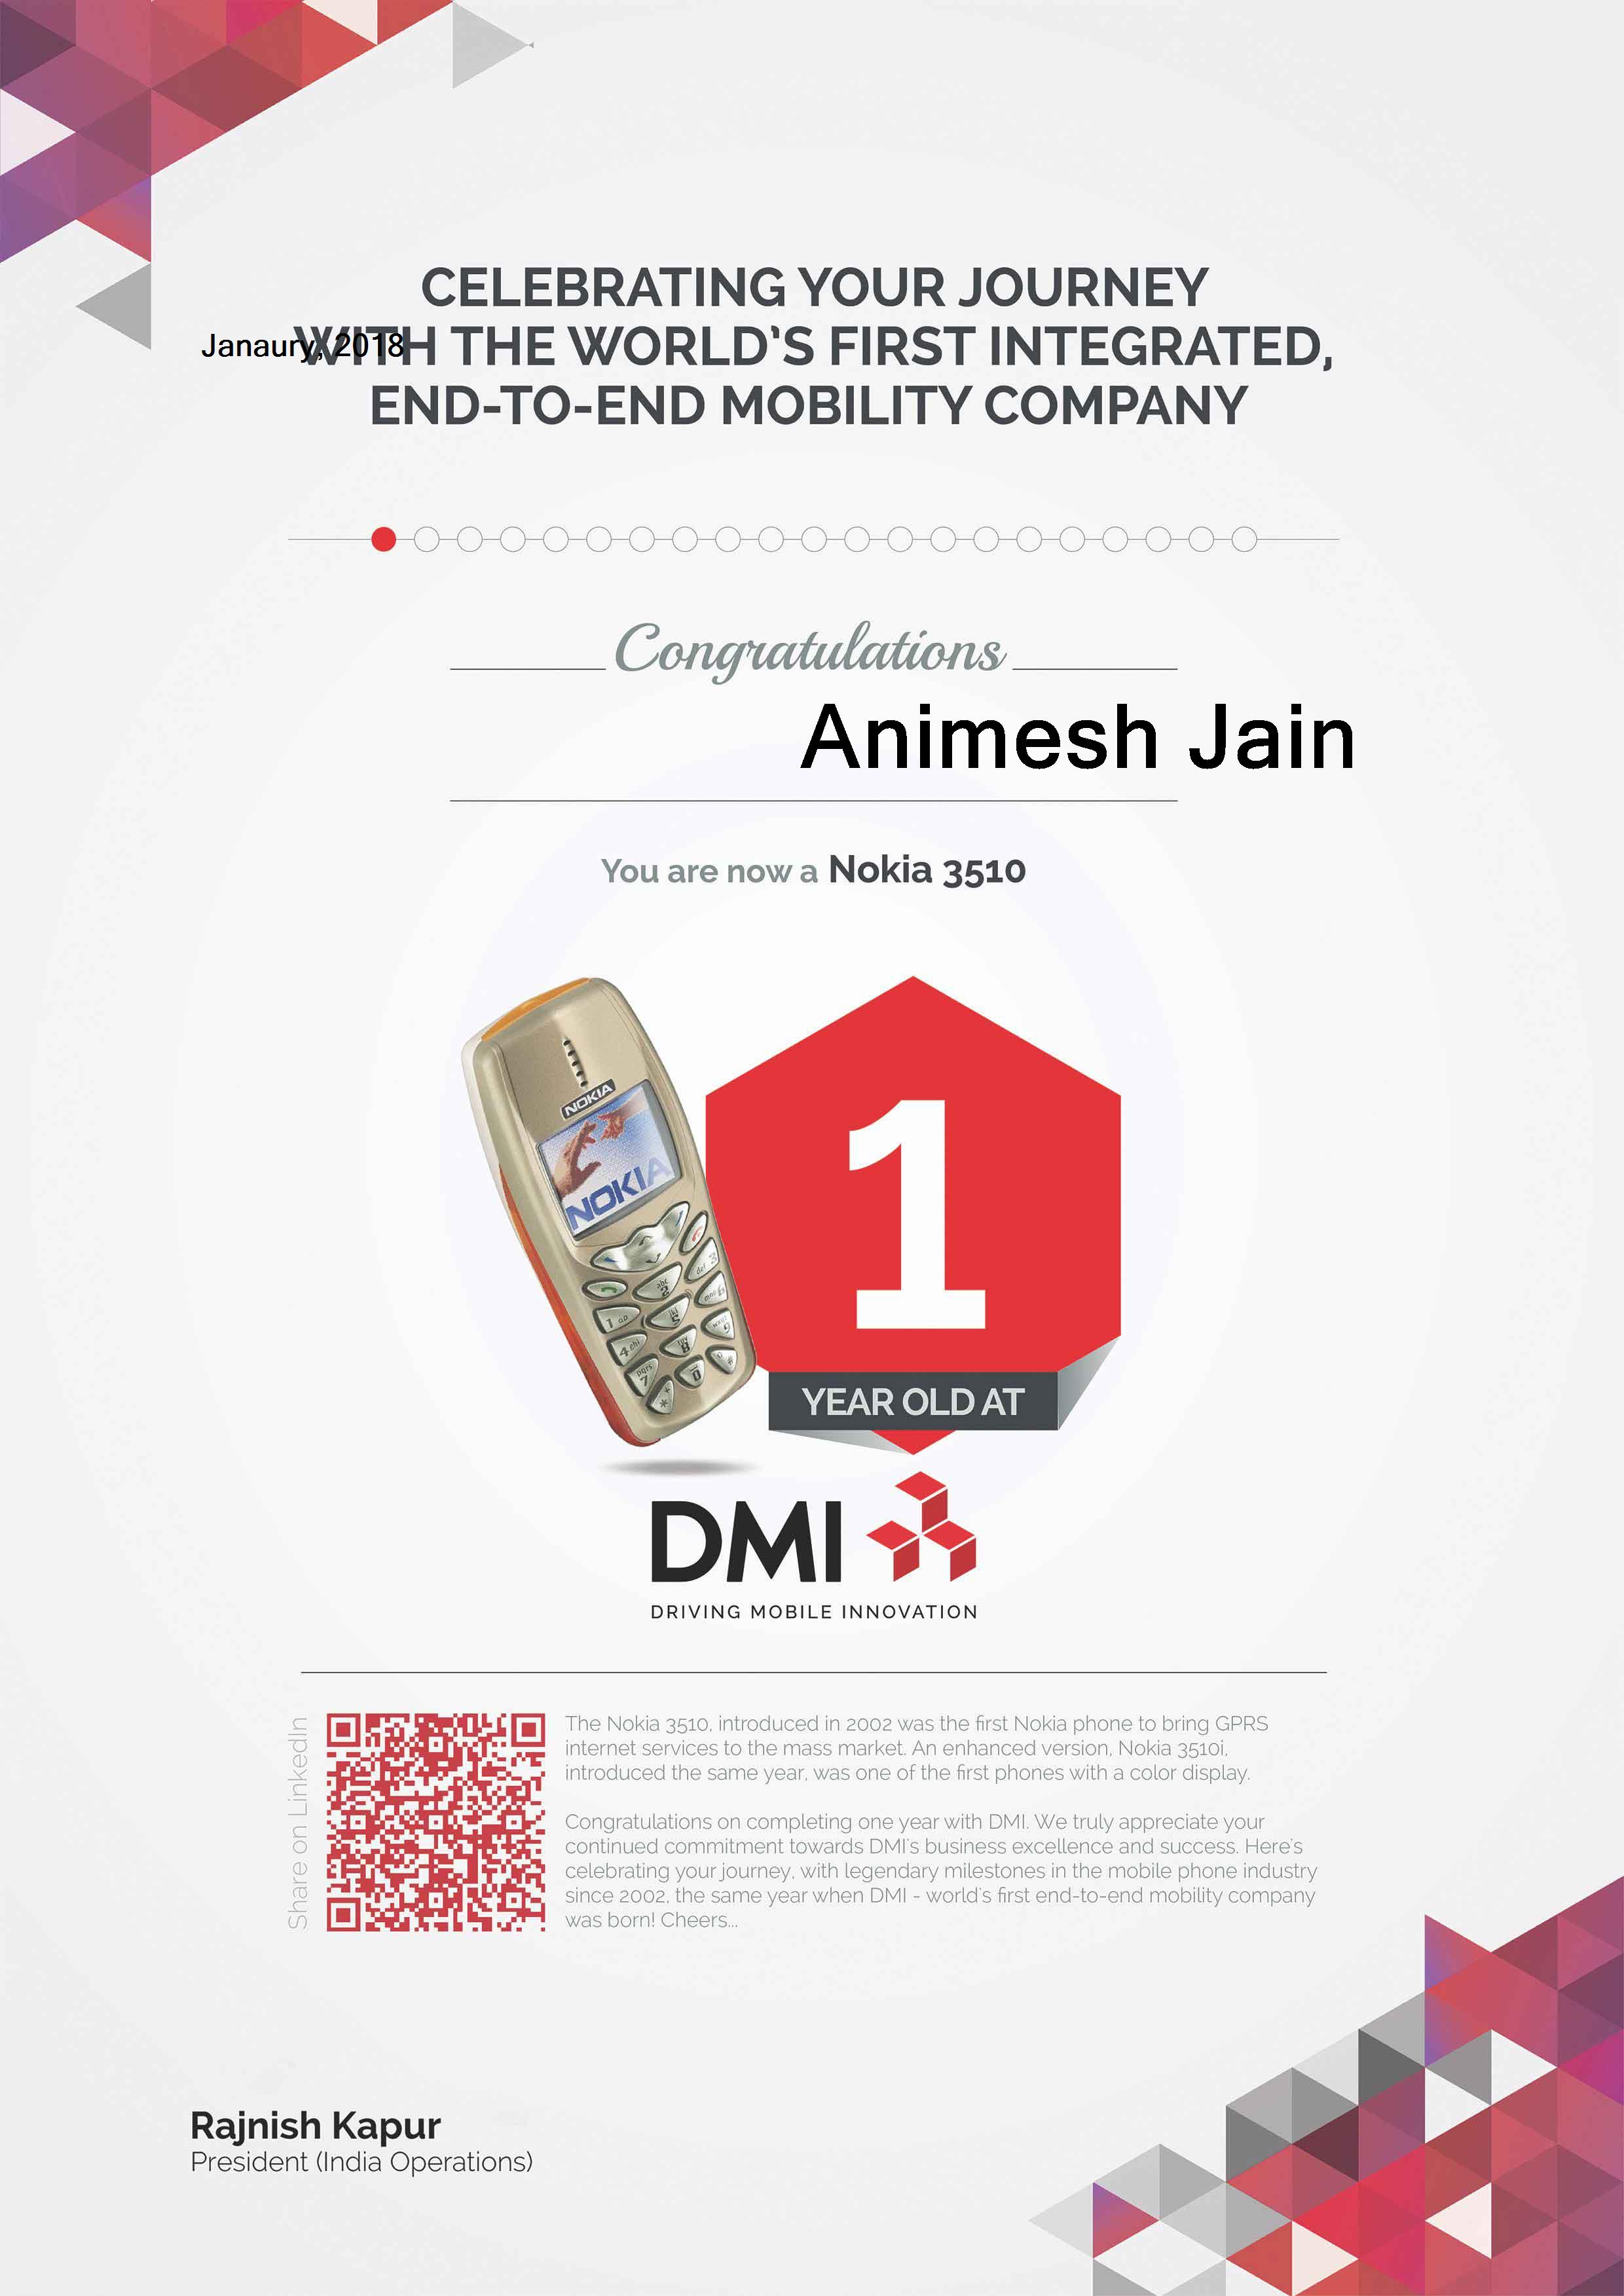 CELEBRATING YOUR JOURNEY
Janaury, 2018
WITH THE WORLD'S FIRST INTEGRATED,
END-TO-END MOBILITY COMPANY
Congratulations
Animesh Jain
You are now a Nokia 3510
NOKIA
NOKIA
1
YEAR OLD AT
DMI
DRIVING MOBILE INNOVATION
Share on LinkedIn
The Nokia 3510, introduced in 2002 was the first Nokia phone to bring GPRS
internet services to the mass market. An enhanced version, Nokia 3510i,
introduced the same year, was one of the first phones with a color display.
Congratulations on completing one year with DMI. We truly appreciate your
continued commitment towards DMI's business excellence and success. Here's
celebrating your journey, with legendary milestones in the mobile phone industry
since 2002, the same year when DMI - world's first end-to-end mobility company
was born! Cheers...
Rajnish Kapur
President (India Operations)